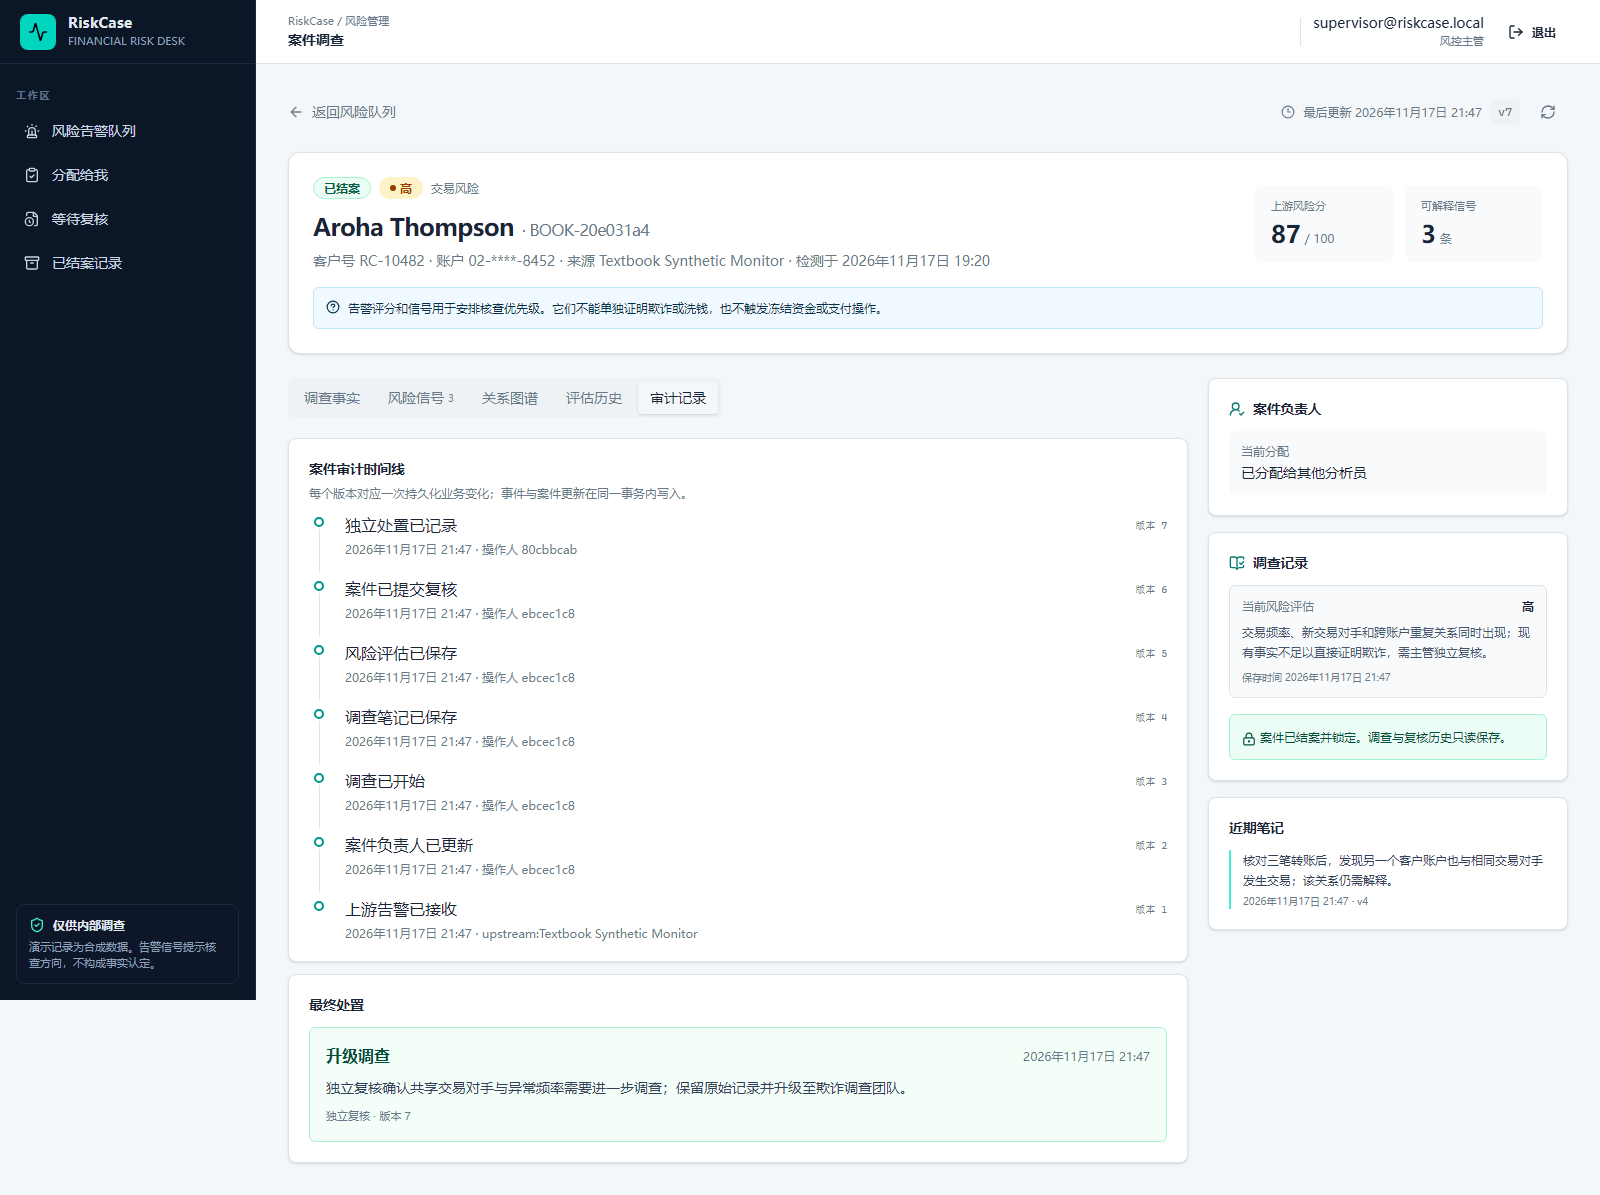 RiskCase
FINANCIAL RISK DESK
工作区
风险告警队列
分配给我
等待复核
已结案记录
仅供内部调查
演示记录为合成数据。告警信号提示核
查方向，不构成事实认定。
RiskCase / 风险管理
案件调查
supervisor@riskcase.local
风控主管
退出
返回风险队列
最后更新 2026年11月17日 21:47 v7
已结案 高 交易风险
Aroha Thompson · BOOK-20e031a4
客户号 RC-10482 · 账户 02-****-8452 · 来源 Textbook Synthetic Monitor · 检测于 2026年11月17日 19:20
上游风险分
87 / 100
可解释信号
3 条
告警评分和信号用于安排核查优先级。它们不能单独证明欺诈或洗钱，也不触发冻结资金或支付操作。
调查事实 风险信号 3 关系图谱 评估历史 审计记录
案件审计时间线
每个版本对应一次持久化业务变化；事件与案件更新在同一事务内写入。
独立处置已记录 版本 7
2026年11月17日 21:47 · 操作人 80cbbcab
案件已提交复核 版本 6
2026年11月17日 21:47 · 操作人 ebcec1c8
风险评估已保存 版本 5
2026年11月17日 21:47 · 操作人 ebcec1c8
调查笔记已保存 版本 4
2026年11月17日 21:47 · 操作人 ebcec1c8
调查已开始 版本 3
2026年11月17日 21:47 · 操作人 ebcec1c8
案件负责人已更新 版本 2
2026年11月17日 21:47 · 操作人 ebcec1c8
上游告警已接收 版本 1
2026年11月17日 21:47 · upstream:Textbook Synthetic Monitor
最终处置
升级调查 2026年11月17日 21:47
独立复核确认共享交易对手与异常频率需要进一步调查；保留原始记录并升级至欺诈调查团队。
独立复核 · 版本 7
案件负责人
当前分配
已分配给其他分析员
调查记录
当前风险评估 高
交易频率、新交易对手和跨账户重复关系同时出现；现
有事实不足以直接证明欺诈，需主管独立复核。
保存时间 2026年11月17日 21:47
案件已结案并锁定。调查与复核历史只读保存。
近期笔记
核对三笔转账后，发现另一个客户账户也与相同交易对手
发生交易；该关系仍需解释。
2026年11月17日 21:47 · v4